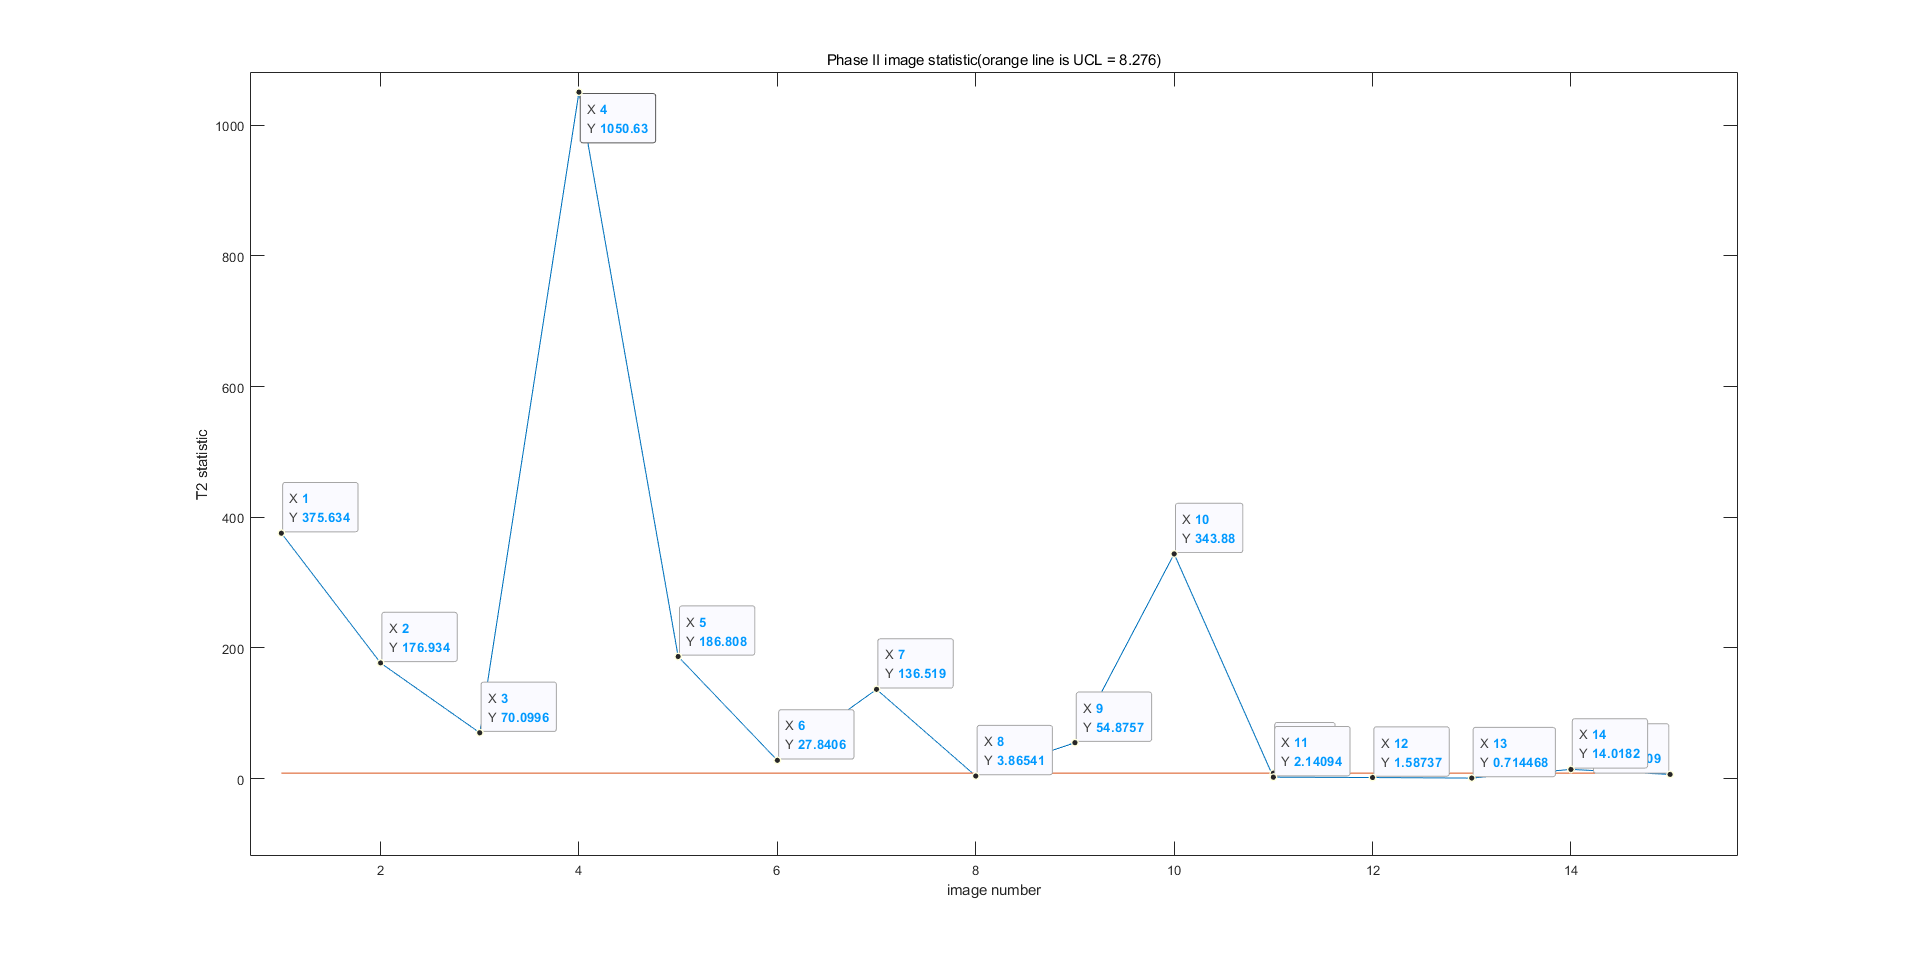 Phase II image statistic(orange line is UCL = 8.276)
T2 statistic
1000
800
600
400
200
0
X 1
Y 375.634
X 2
Y 176.934
X 3
Y 70.0996
X 4
Y 1050.63
X 5
Y 186.808
X 6
Y 27.8406
X 7
Y 136.519
X 8
Y 3.86541
X 9
Y 54.8757
X 10
Y 343.88
X 11
Y 2.14094
X 12
Y 1.58737
X 13
Y 0.714468
X 14
Y 14.0182
09
2 4 6 8 10 12 14
image number